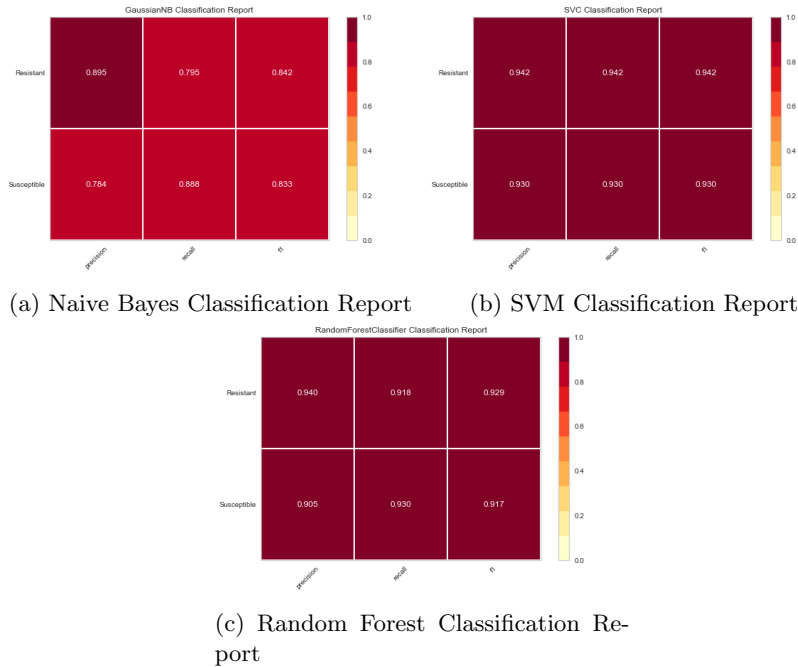 GaussianNB Classification Report
Resistant
0.895
0.795
0.842
Susceptible
0.784
0.888
0.833
precision
recall
f1
1.0
0.8
0.6
0.4
0.2
0.0
(a) Naive Bayes Classification Report
SVC Classification Report
Resistant
0.942
0.942
0.942
Susceptible
0.930
0.930
0.930
precision
recall
f1
1.0
0.8
0.6
0.4
0.2
0.0
(b) SVM Classification Report
RandomForestClassifier Classification Report
Resistant
0.940
0.918
0.929
Susceptible
0.905
0.930
0.917
precision
recall
f1
1.0
0.8
0.6
0.4
0.2
0.0
(c) Random Forest Classification Re-
port